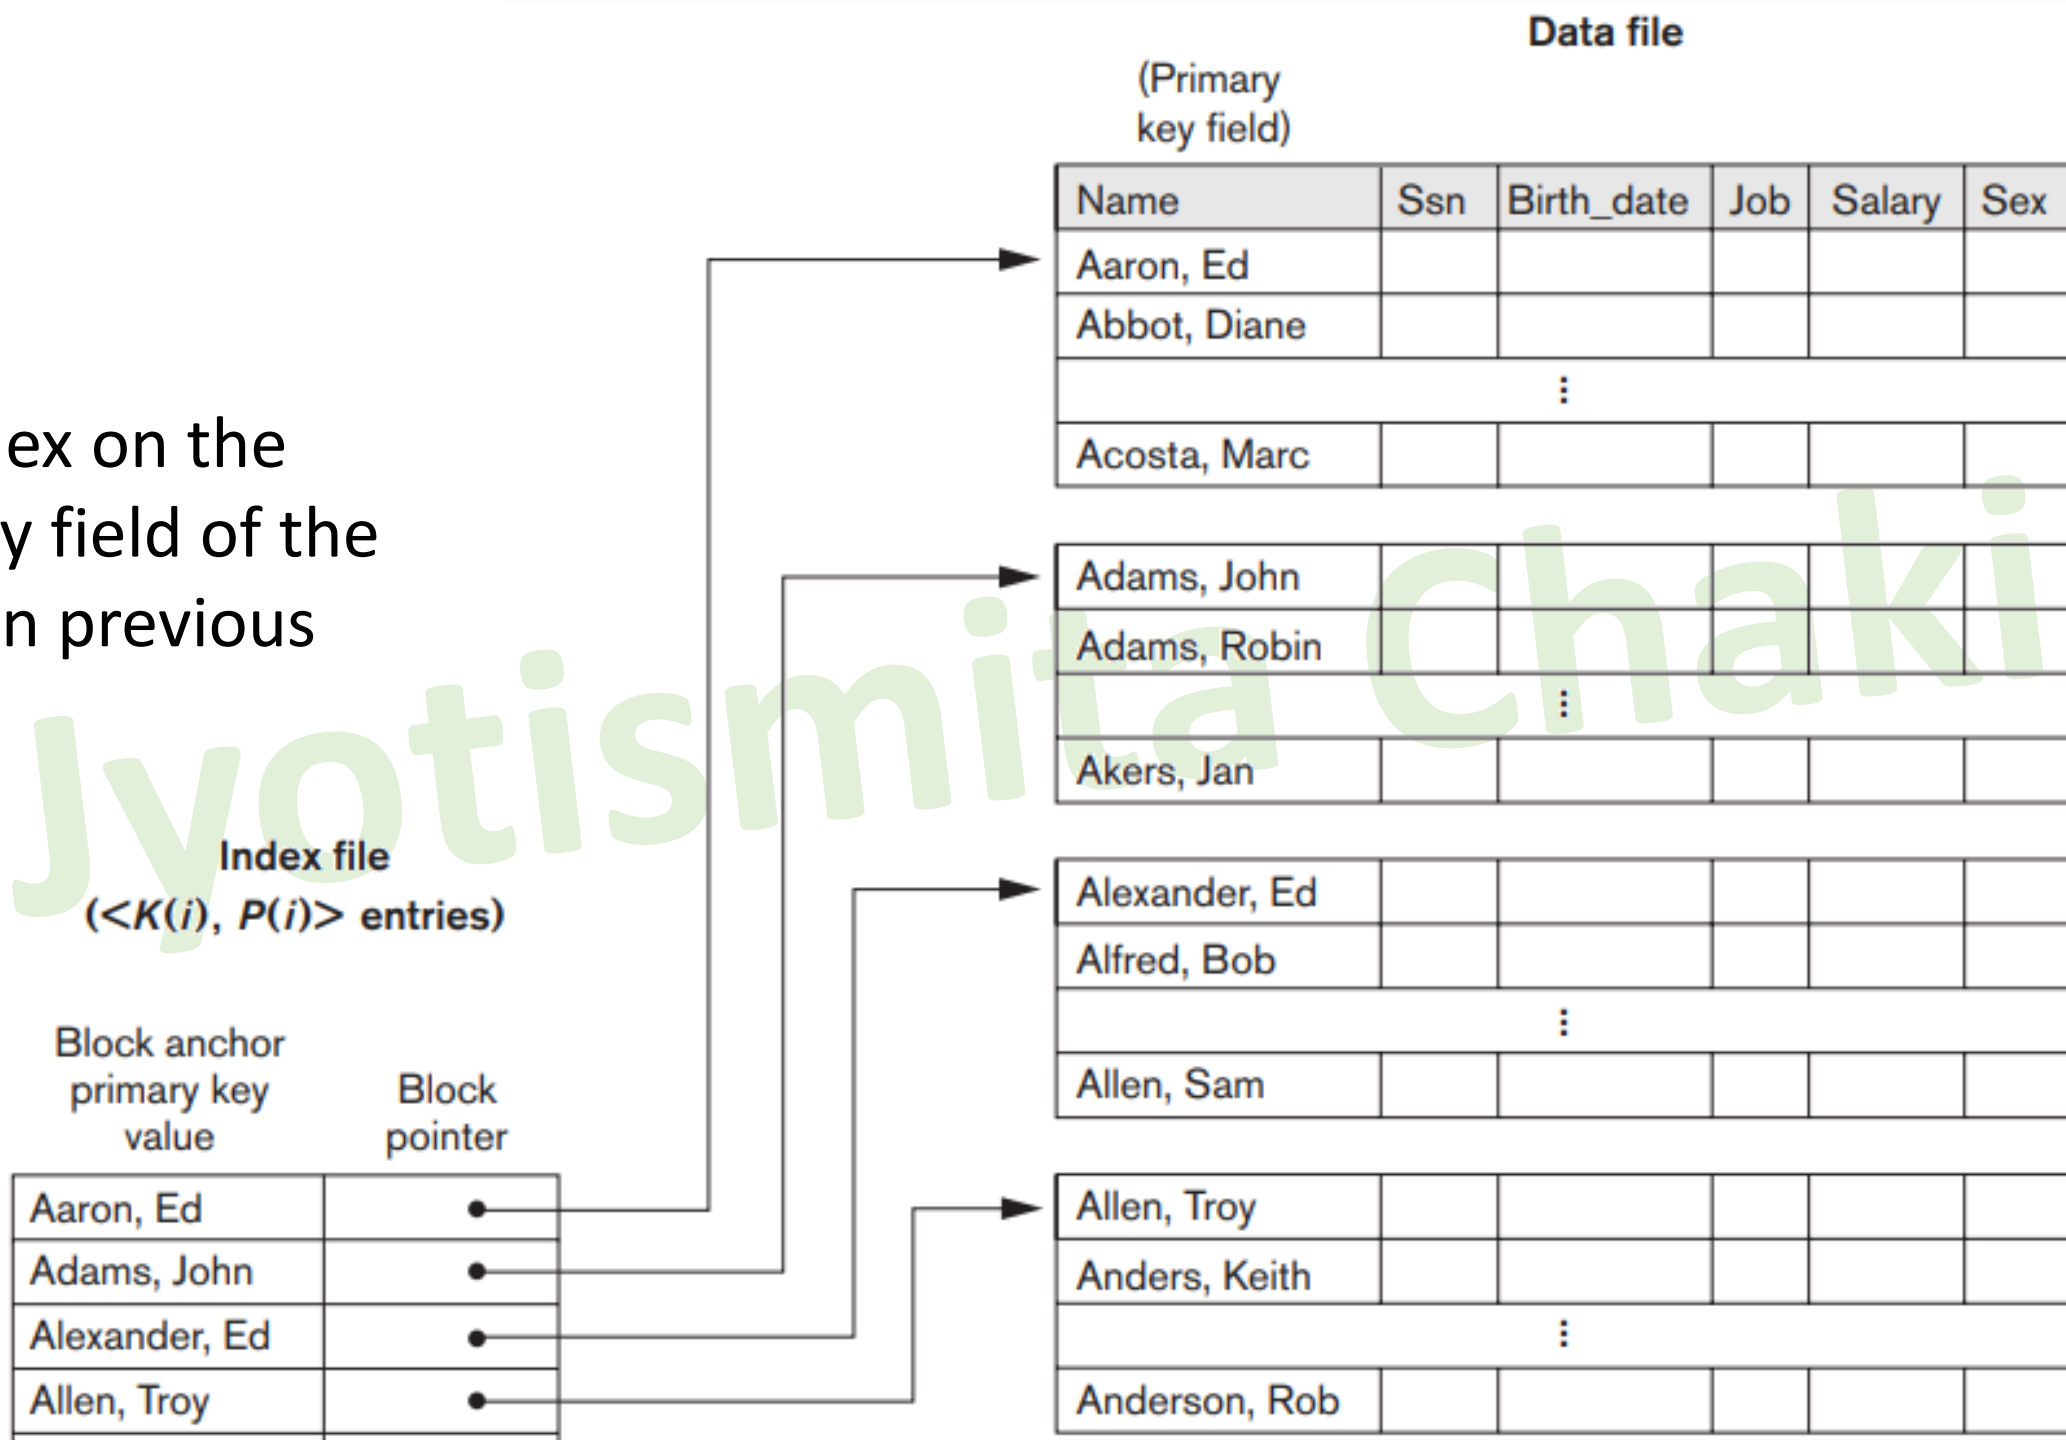 Data file
(Primary
key field)
Name Ssn Birth_date Job Salary Sex
Aaron, Ed
Abbot, Diane
Acosta, Marc
Adams, John
Adams, Robin
Akers, Jan
Alexander, Ed
Alfred, Bob
Allen, Sam
Allen, Troy
Anders, Keith
Anderson, Rob
ex on the
y field of the
n previous
Jyotismita Chaki
Index file
(<K(i), P(i)> entries)
Block anchor
primary key
value
Block
pointer
Aaron, Ed
Adams, John
Alexander, Ed
Allen, Troy